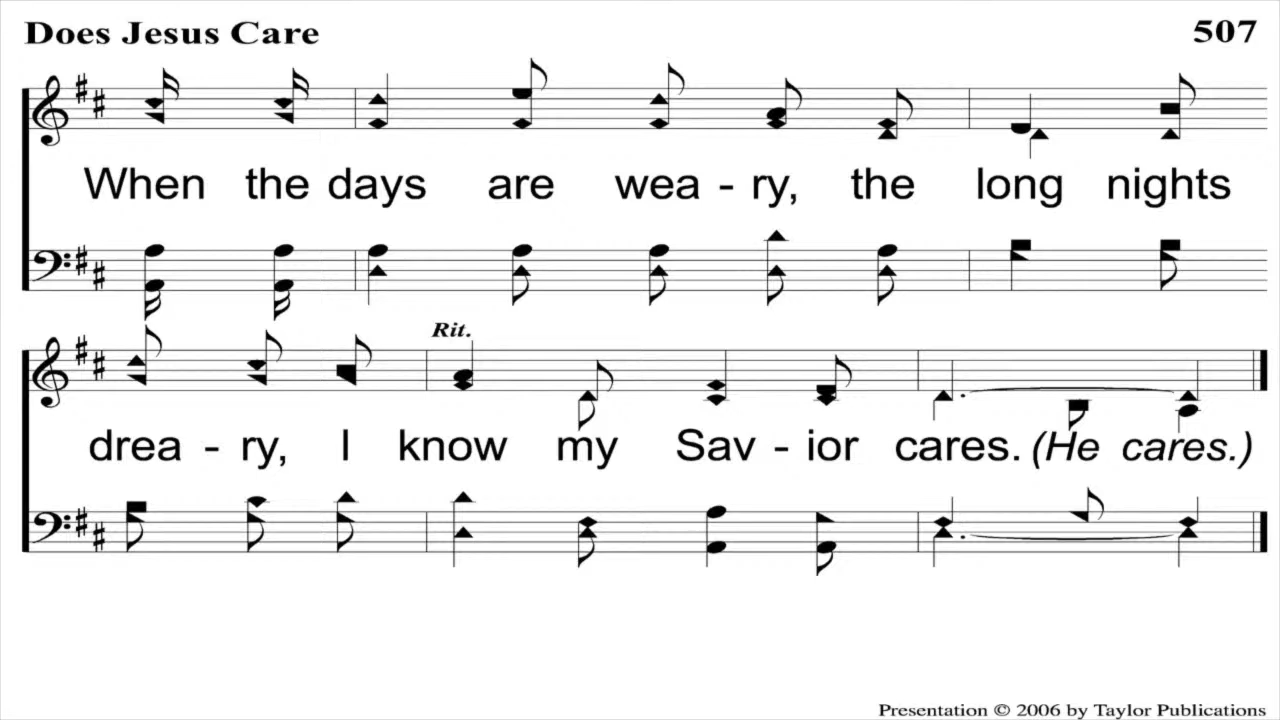 Does Jesus Care 507
When the days are wea - ry, the long nights
Rit.
drea - ry, I know my Sav - ior cares. (He cares.)
Presentation © 2006 by Taylor Publications